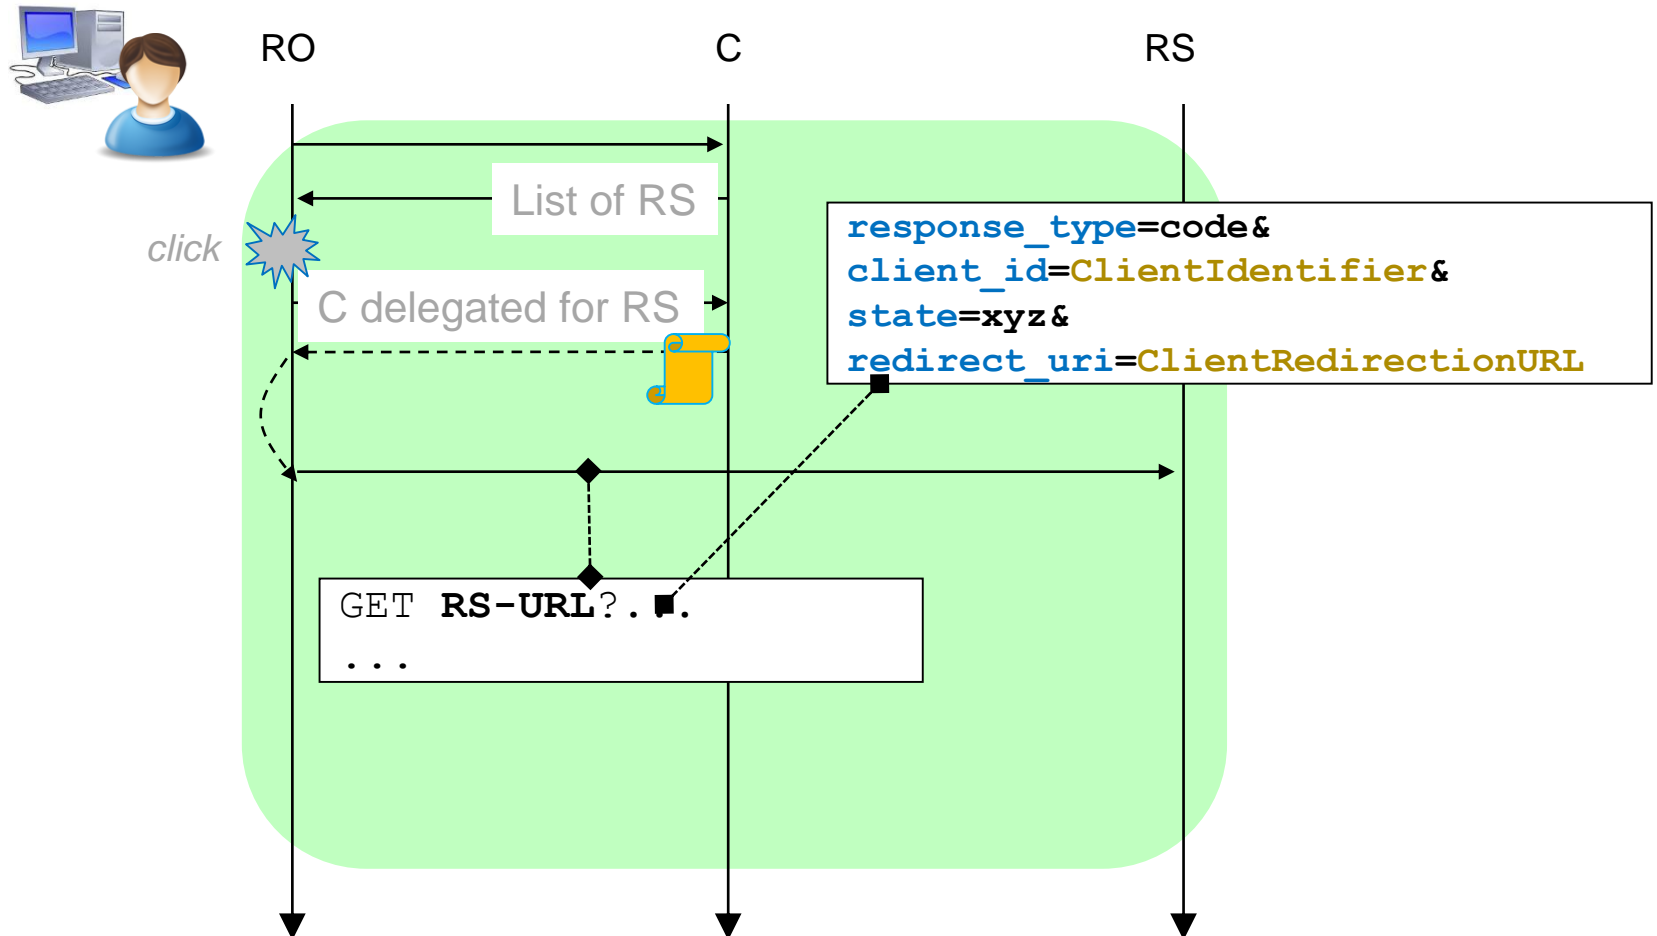 RO
C
RS
List of RS
click
C delegated for RS
response_type=code&
client_id=ClientIdentifier&
state=xyz&
redirect_uri=ClientRedirectionURL
GET RS-URL?...
...